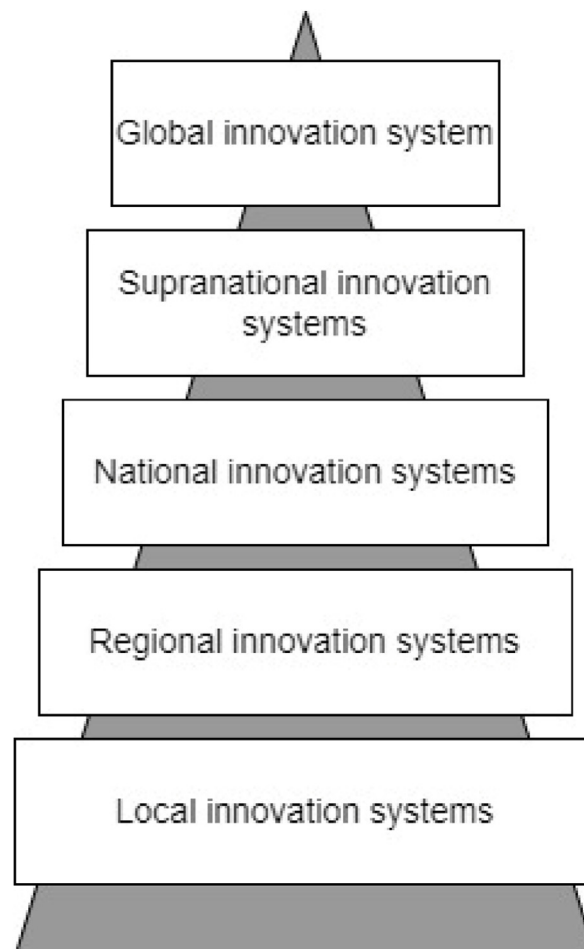 Global innovation system
Supranational innovation
systems
National innovation systems
Regional innovation systems
Local innovation systems